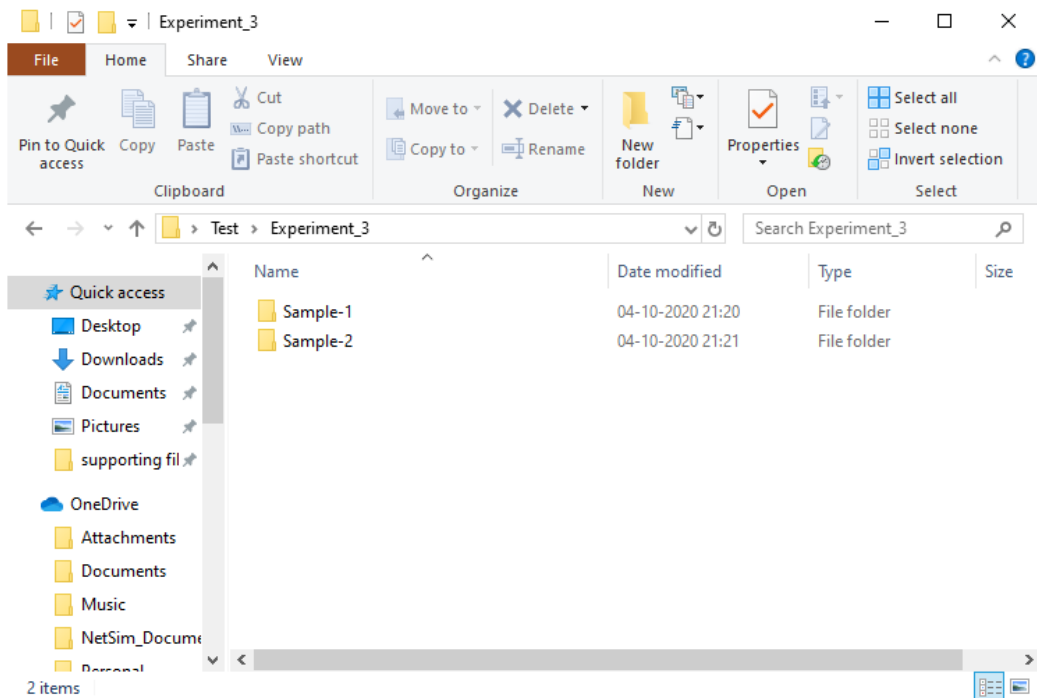 Experiment_3
File Home Share View
Pin to Quick access
Copy
Paste
Cut
Copy path
Paste shortcut
Clipboard
Move to
Copy to
Delete
Rename
Organize
New folder
New
Properties
Open
Select all
Select none
Invert selection
Select
Test > Experiment_3
Search Experiment_3
Name Date modified Type Size
Sample-1 04-10-2020 21:20 File folder
Sample-2 04-10-2020 21:21 File folder
Quick access
Desktop
Downloads
Documents
Pictures
supporting fil
OneDrive
Attachments
Documents
Music
NetSim_Docume
Personal
2 items